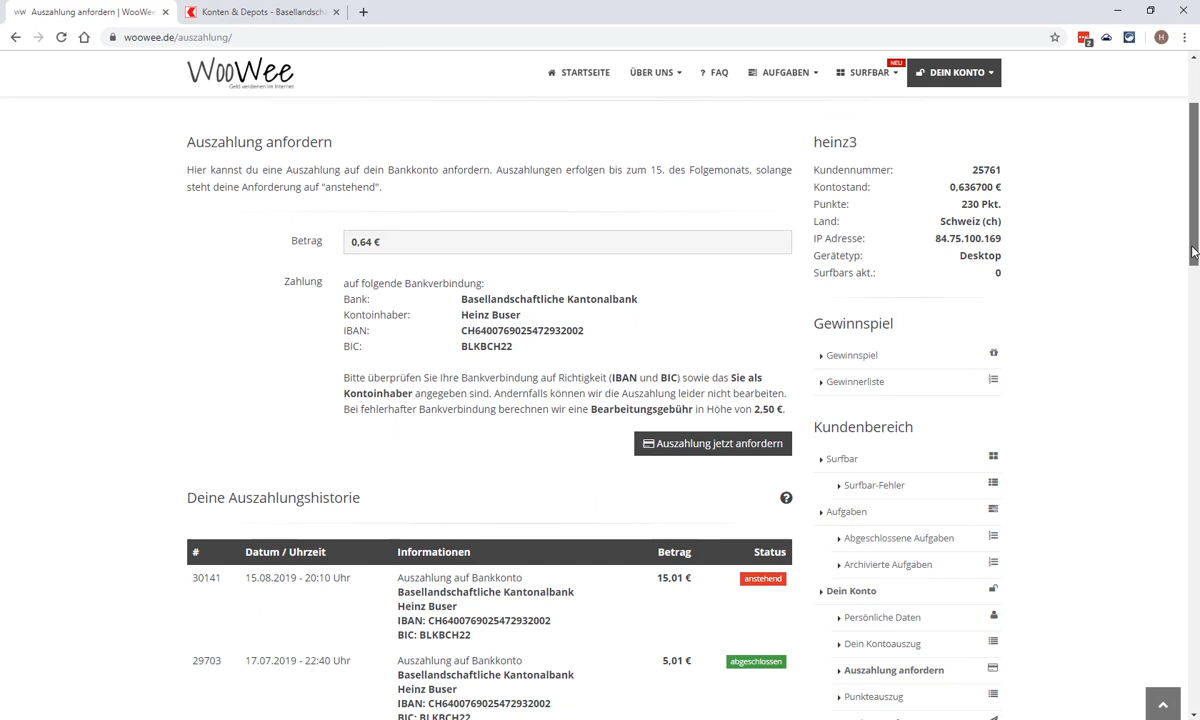 Auszahlung anfordern | WooWe
Konten & Depots - Basellandsch
woowee.de/auszahlung/
2
H
WooWee
Geld verdienen im Internet
STARTSEITE
ÜBER UNS
? FAQ
AUFGABEN
NEU
SURFBAR
DEIN KONTO
Auszahlung anfordern
Hier kannst du eine Auszahlung auf dein Bankkonto anfordern. Auszahlungen erfolgen bis zum 15. des Folgemonats, solange
steht deine Anforderung auf "anstehend".
Betrag
0,64 €
Zahlung
auf folgende Bankverbindung:
Bank: Basellandschaftliche Kantonalbank
Kontoinhaber: Heinz Buser
IBAN: CH6400769025472932002
BIC: BLKBCH22
Bitte überprüfen Sie Ihre Bankverbindung auf Richtigkeit (IBAN und BIC) sowie das Sie als
Kontoinhaber angegeben sind. Andernfalls können wir die Auszahlung leider nicht bearbeiten.
Bei fehlerhafter Bankverbindung berechnen wir eine Bearbeitungsgebühr in Höhe von 2,50 €.
Auszahlung jetzt anfordern
Deine Auszahlungshistorie
?
# Datum / Uhrzeit Informationen Betrag Status
30141 15.08.2019 - 20:10 Uhr Auszahlung auf Bankkonto 15,01 € anstehend
Basellandschaftliche Kantonalbank
Heinz Buser
IBAN: CH6400769025472932002
BIC: BLKBCH22
29703 17.07.2019 - 22:40 Uhr Auszahlung auf Bankkonto 5,01 € abgeschlossen
Basellandschaftliche Kantonalbank
Heinz Buser
IBAN: CH6400769025472932002
BIC: BLKBCH22
heinz3
Kundennummer: 25761
Kontostand: 0,636700 €
Punkte: 230 Pkt.
Land: Schweiz (ch)
IP Adresse: 84.75.100.169
Gerätetyp: Desktop
Surfbars akt.: 0
Gewinnspiel
Gewinnspiel
Gewinnerliste
Kundenbereich
Surfbar
Surfbar-Fehler
Aufgaben
Abgeschlossene Aufgaben
Archivierte Aufgaben
Dein Konto
Persönliche Daten
Dein Kontoauszug
Auszahlung anfordern
Punkteauszug